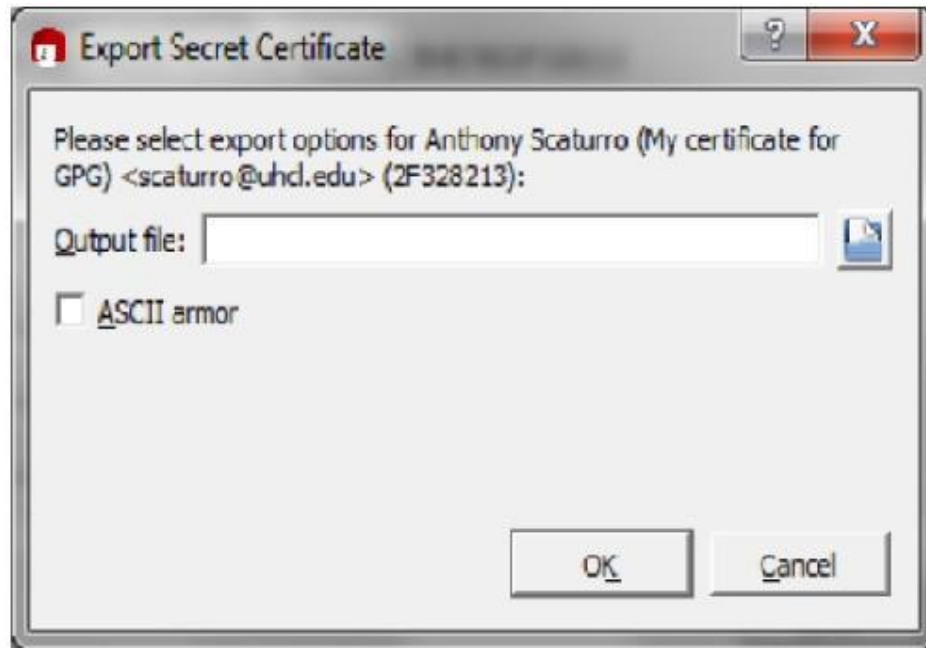 Export Secret Certificate
Please select export options for Anthony Scaturro (My certificate for
GPG) <scaturro@uhcl.edu> (2F328213):
Output file:
ASCII armor
OK
Cancel